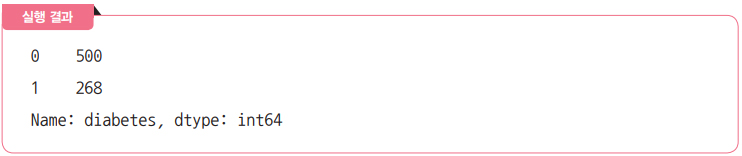 실행 결과
0    500
1    268
Name: diabetes, dtype: int64